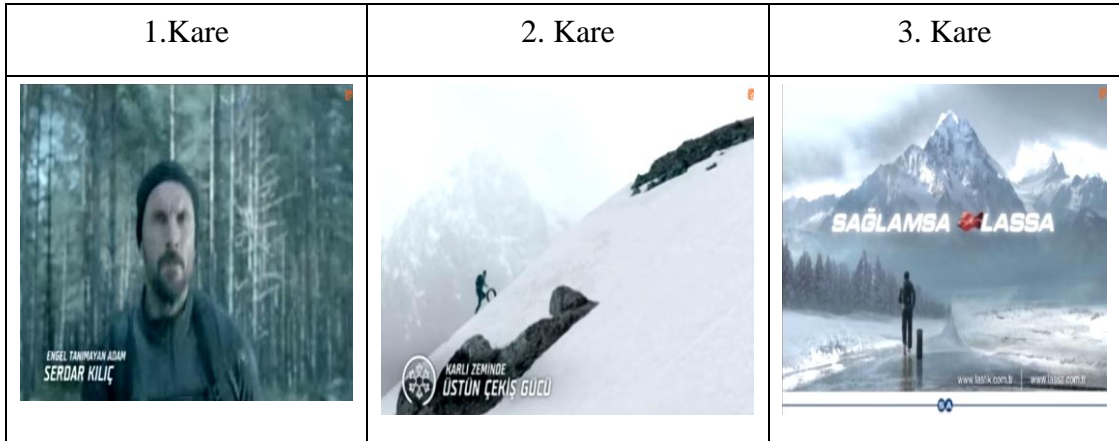 1.Kare
2. Kare
3. Kare
ENGEL TANIMAYAN ADAM
SERDAR KILIÇ
KARLI ZEMİNDE
ÜSTÜN ÇEKİŞ GÜCÜ
SAĞLAMSA LASSA
www.lastik.com.tr
www.lassa.com.tr
SA